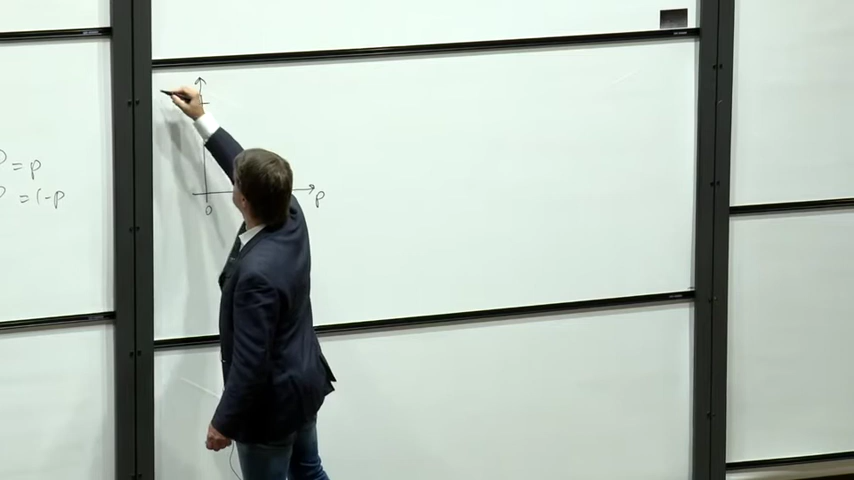 = p
= 1-p
0
p